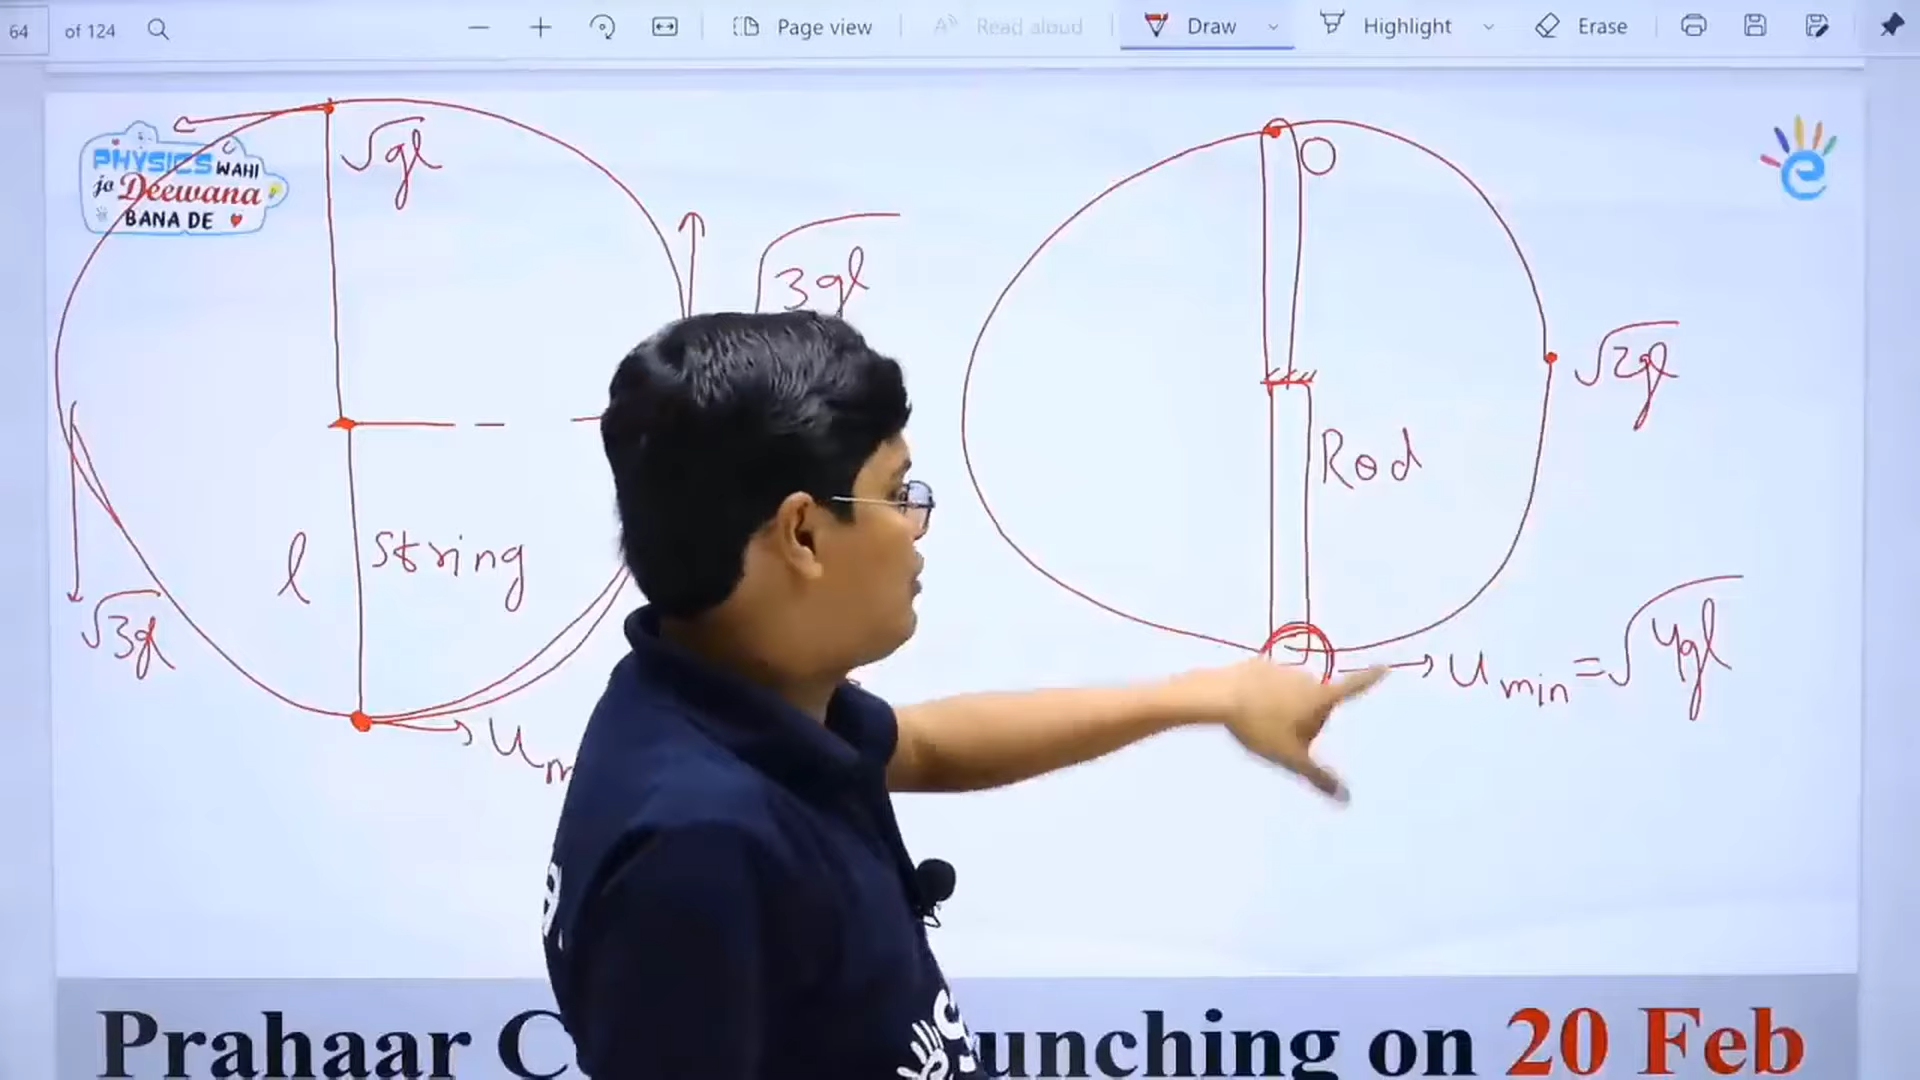 64 of 124
Page view
Read aloud
Draw
Highlight
Erase
PHYSICS WAHI
jo Deewana
BANA DE
√gl
√3gl
l
String
√3gl
O
√2gl
Rod
u min = √4gl
e
Prahaar
20 Feb
on